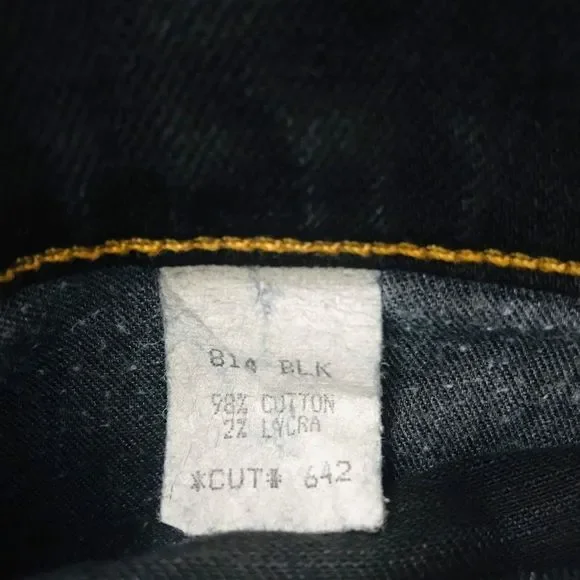 814 BLK
98% COTTON
2% LYCRA
*CUT* 642